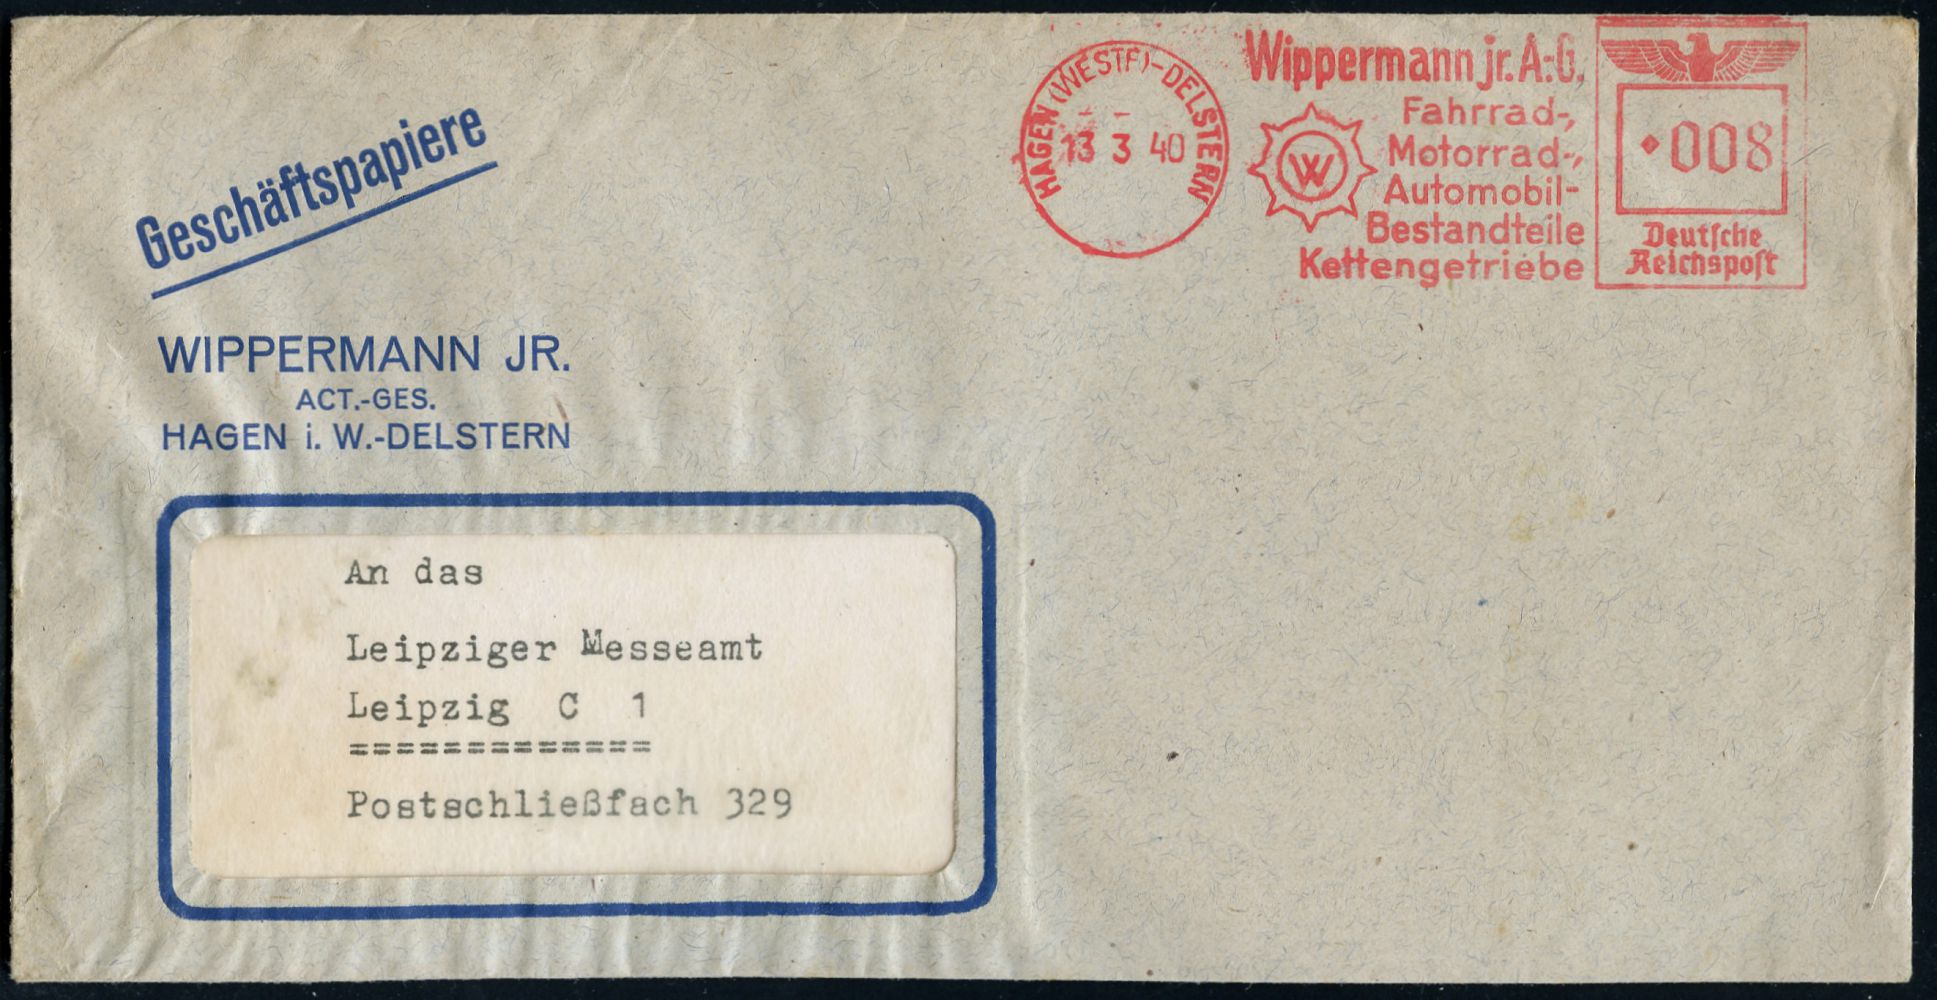 Geschäftspapiere
WIPPERMANN JR.
ACT.-GES.
HAGEN i. W.-DELSTERN
HAGEN (WESTF)-DELSTERN
13 3 40
Wippermann jr. A.-G.
Fahrrad-,
Motorrad-,
Automobil-
Bestandteile
Kettengetriebe
W
008
Deutsche
Reichspost
An das
Leipziger Messeamt
Leipzig C 1
=============
Postschließfach 329